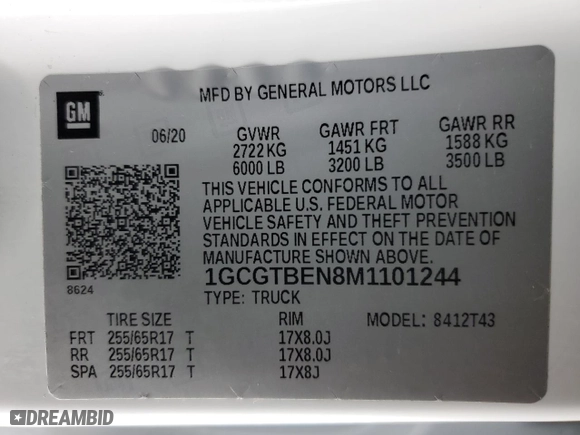 MFD BY GENERAL MOTORS LLC
GM
06/20 GVWR GAWR FRT GAWR RR
2722 KG 1451 KG 1588 KG
6000 LB 3200 LB 3500 LB
THIS VEHICLE CONFORMS TO ALL
APPLICABLE U.S. FEDERAL MOTOR
VEHICLE SAFETY AND THEFT PREVENTION
STANDARDS IN EFFECT ON THE DATE OF
MANUFACTURE SHOWN ABOVE.
8624
1GCGTBEN8M1101244
TYPE: TRUCK
TIRE SIZE RIM MODEL: 8412T43
FRT 255/65R17 T 17X8.0J
RR 255/65R17 T 17X8.0J
SPA 255/65R17 T 17X8J
DREAMBID